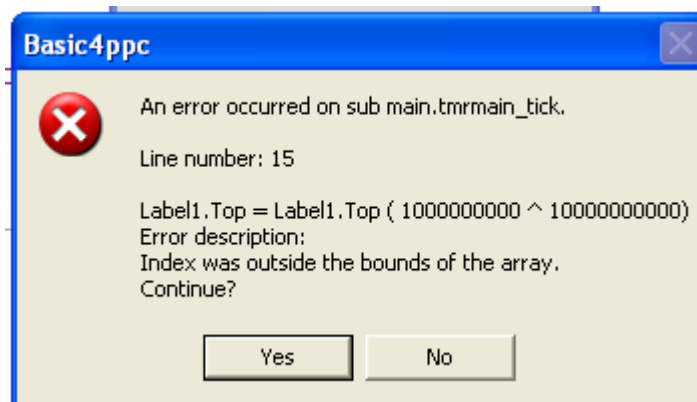 Basic4ppc
An error occurred on sub main.tmrmain_tick.
Line number: 15
Label1.Top = Label1.Top ( 1000000000 ^ 10000000000)
Error description:
Index was outside the bounds of the array.
Continue?
Yes
No